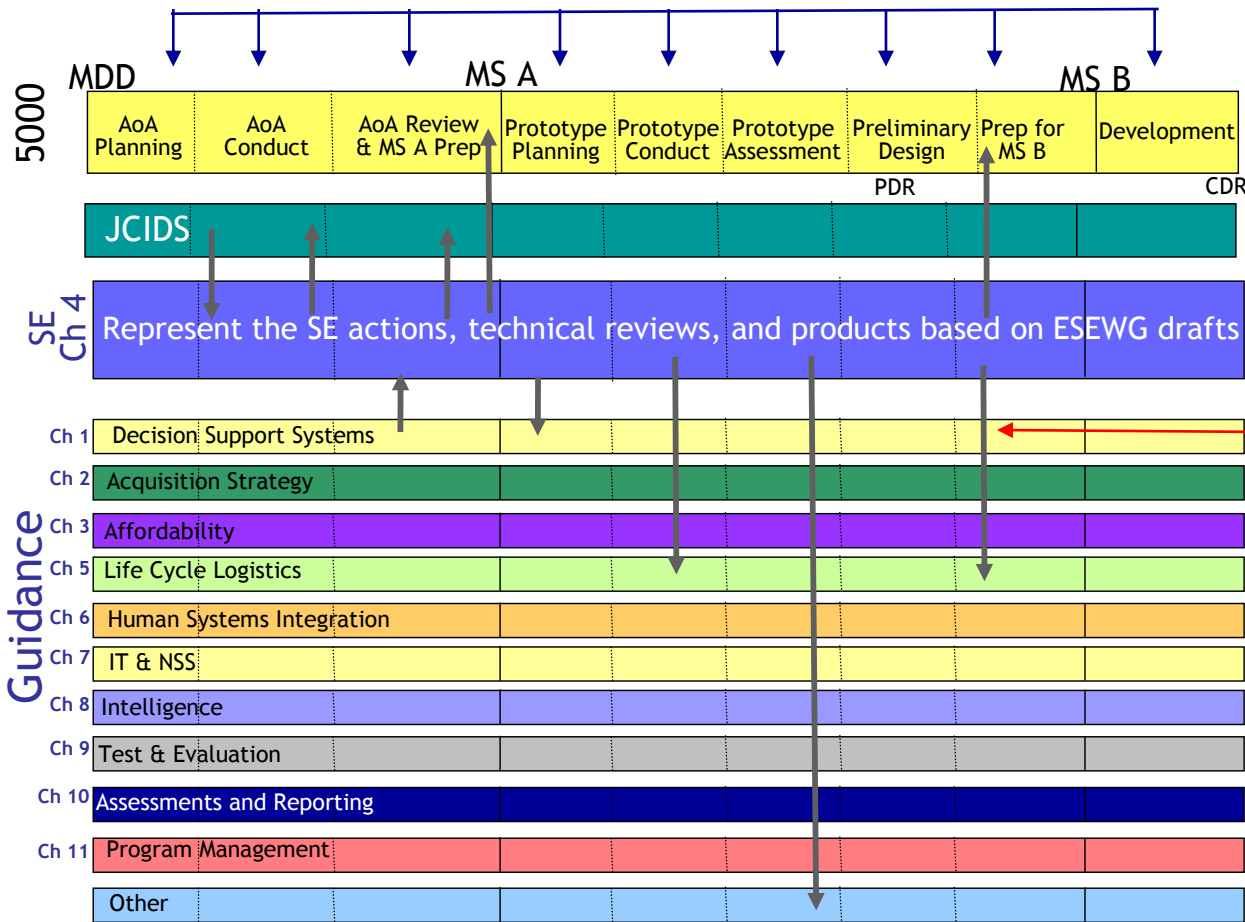 MDD
MS A
MS B
5000
AoA
Planning
AoA
Conduct
AoA Review
& MS A Prep
Prototype
Planning
Prototype
Conduct
Prototype
Assessment
Preliminary
Design
Prep for
MS B
Development
PDR
CDR
JCIDS
SE
Ch 4
Represent the SE actions, technical reviews, and products based on ESEWG drafts
Guidance
Ch 1
Decision Support Systems
Ch 2
Acquisition Strategy
Ch 3
Affordability
Ch 5
Life Cycle Logistics
Ch 6
Human Systems Integration
Ch 7
IT & NSS
Ch 8
Intelligence
Ch 9
Test & Evaluation
Ch 10
Assessments and Reporting
Ch 11
Program Management
Other